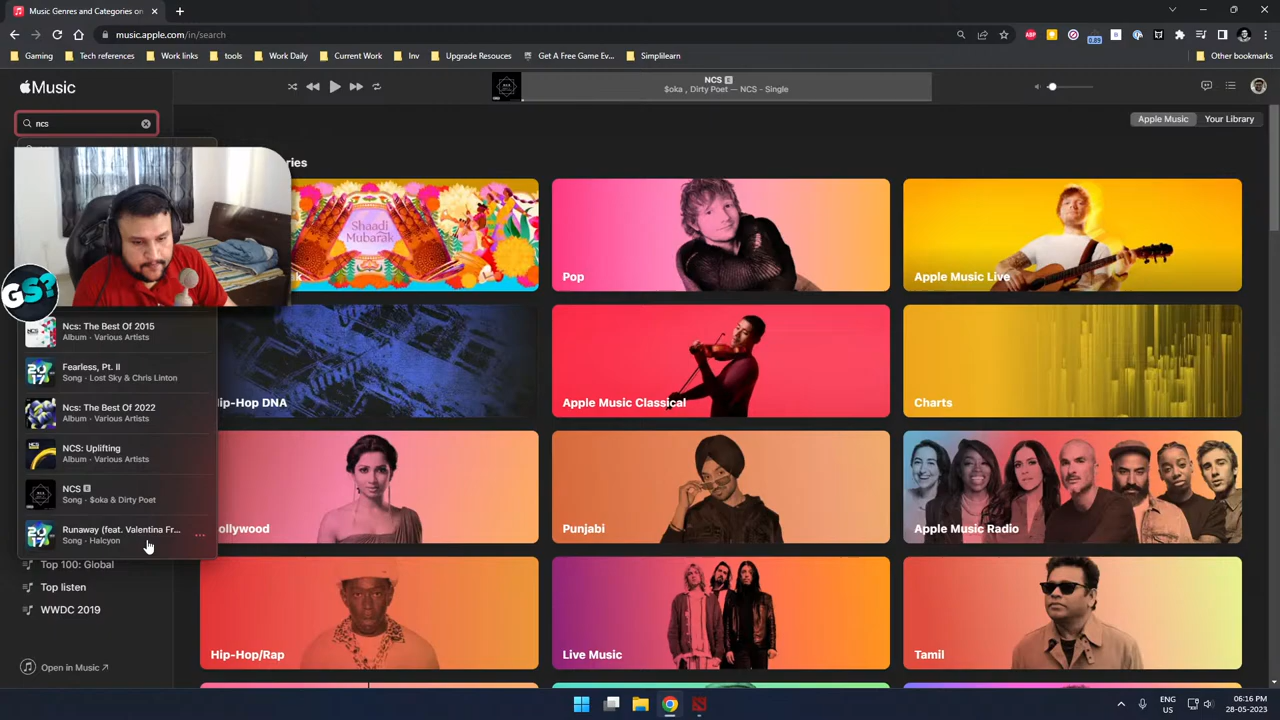 Music Genres and Categories on
music.apple.com/in/search
0.89
Gaming
Tech references
Work links
tools
Work Daily
Current Work
Inv
Upgrade Resouces
Get A Free Game Ev...
Simplilearn
Other bookmarks
Music
NCS E
$oka , Dirty Poet — NCS - Single
ncs
Apple Music
Your Library
ries
Shaadi
Mubarak
k
Pop
Apple Music Live
GS?
Ncs: The Best Of 2015
Album · Various Artists
Fearless, Pt. II
Song · Lost Sky & Chris Linton
Ncs: The Best Of 2022
Album · Various Artists
NCS: Uplifting
Album · Various Artists
NCS E
Song · $oka & Dirty Poet
Runaway (feat. Valentina Fr...
Song · Halcyon
Hip-Hop DNA
Apple Music Classical
Charts
ollywood
Punjabi
Apple Music Radio
Hip-Hop/Rap
Live Music
Tamil
Top 100: Global
Top listen
WWDC 2019
Open in Music ↗
ENG
US
06:16 PM
28-05-2023